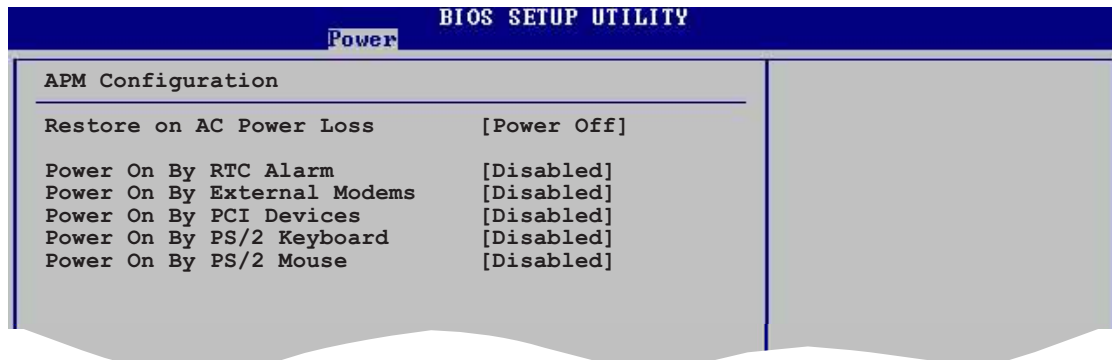 BIOS SETUP UTILITY
Power
APM Configuration
Restore on AC Power Loss [Power Off]
Power On By RTC Alarm [Disabled]
Power On By External Modems [Disabled]
Power On By PCI Devices [Disabled]
Power On By PS/2 Keyboard [Disabled]
Power On By PS/2 Mouse [Disabled]